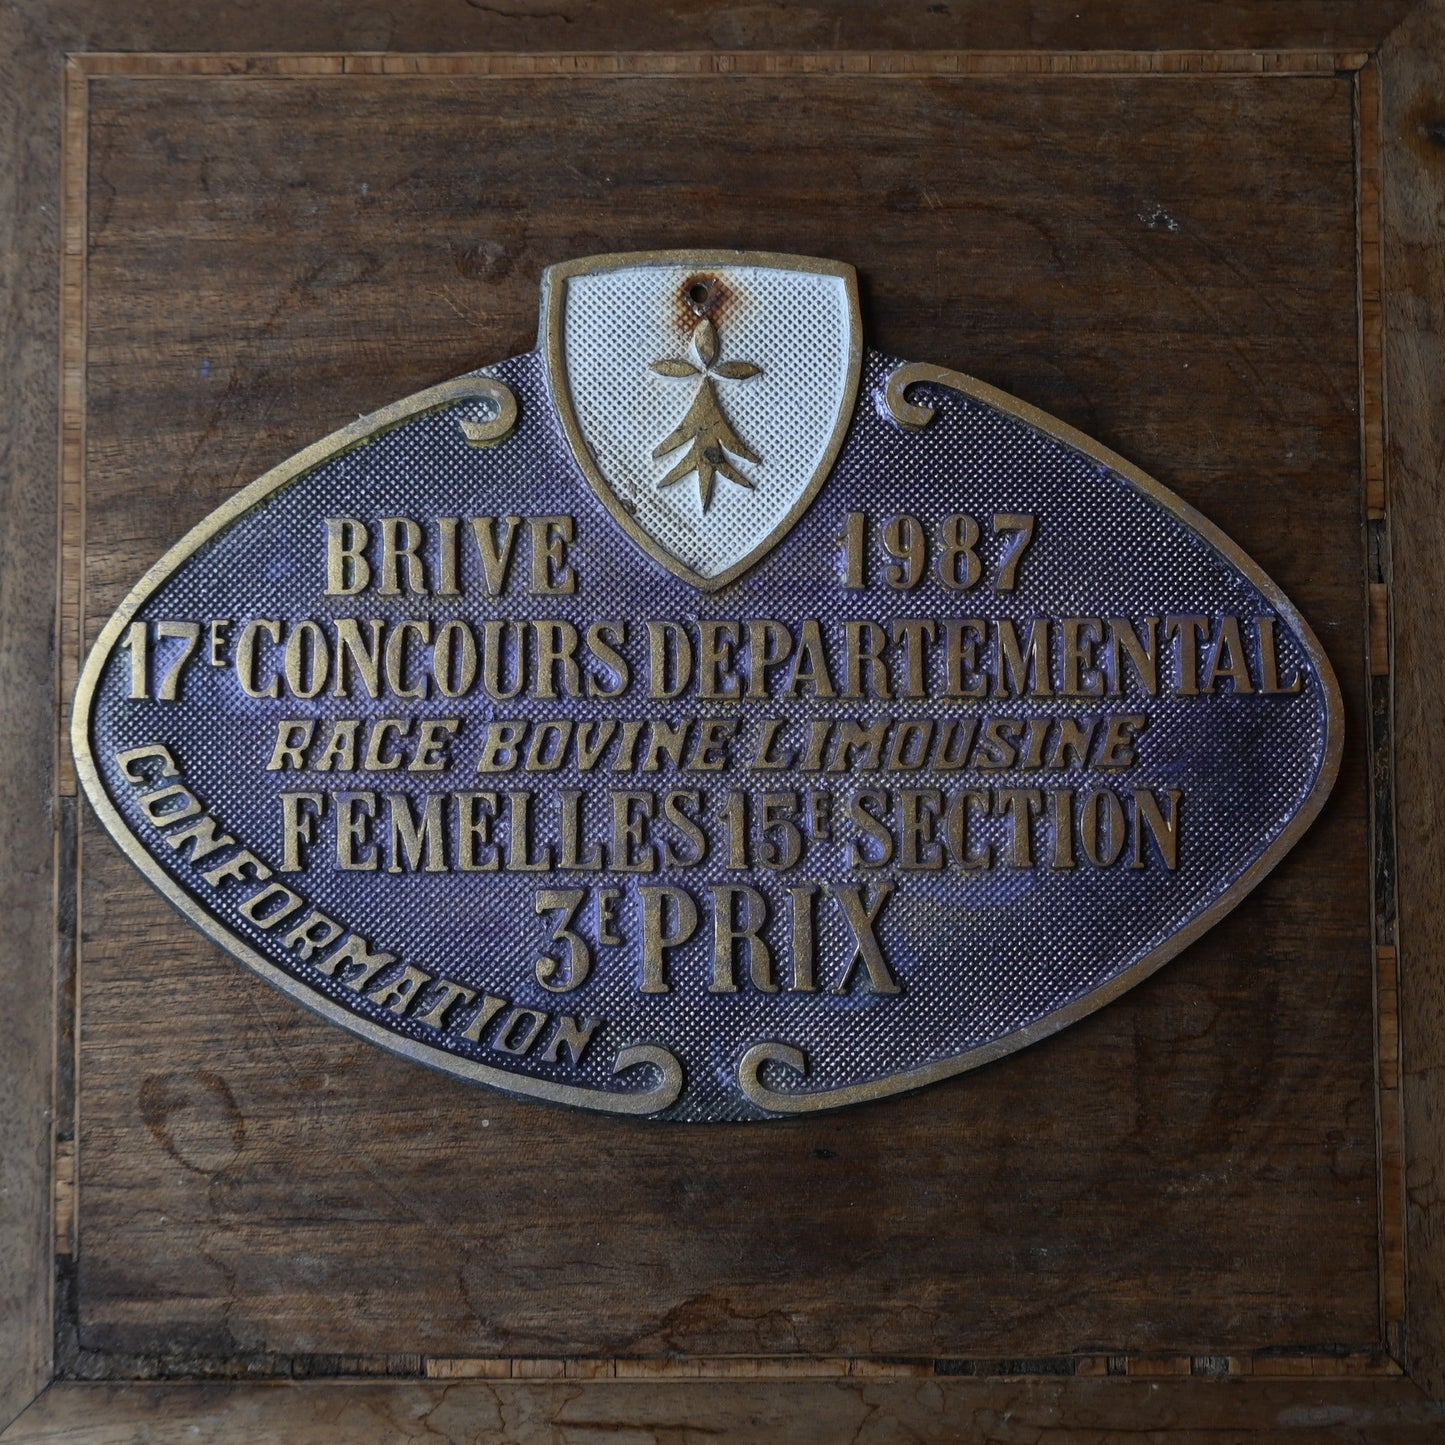 BRIVE 1987
17E CONCOURS DEPARTEMENTAL
RACE BOVINE LIMOUSINE
FEMELLES 15E SECTION
3E PRIX
CONFORMATION